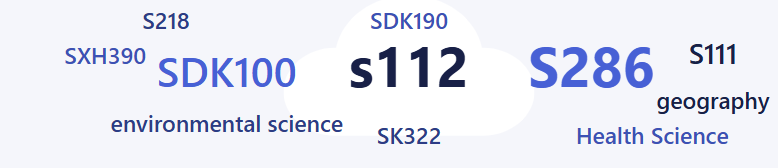 S218
SDK190
SXH390
SDK100
s112
S286
S111
geography
environmental science
SK322
Health Science